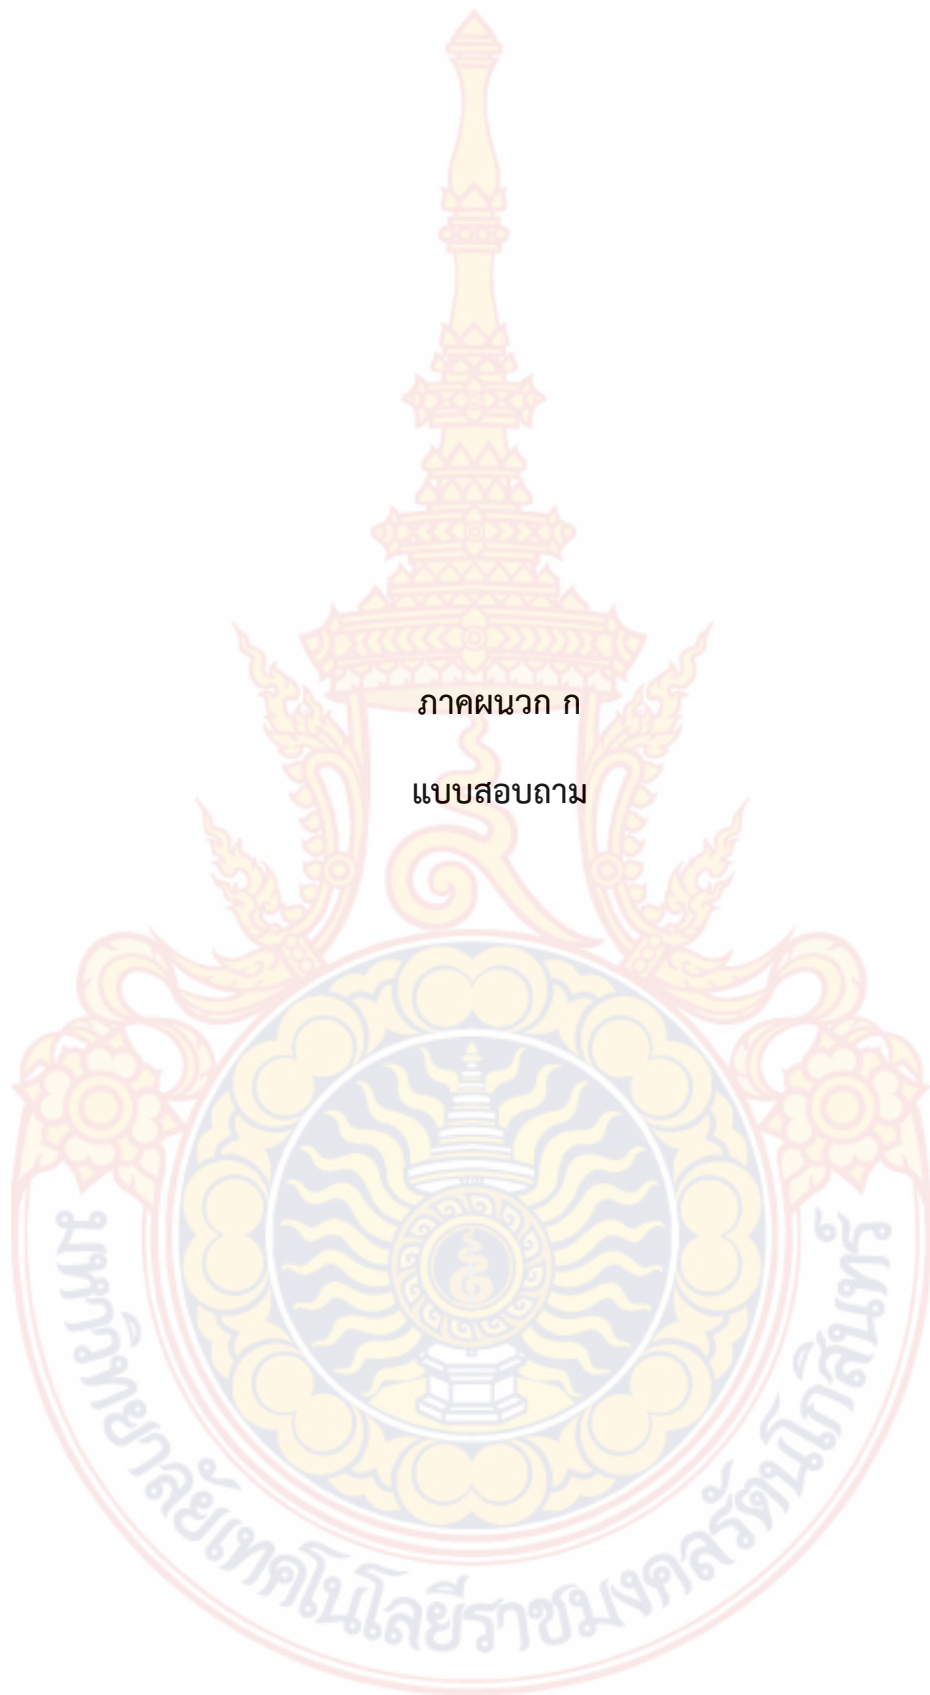 ภาคผนวก ก
แบบสอบถาม
มหาวิทยาลัยเทคโนโลยีราชมงคลรัตนโกสินทร์